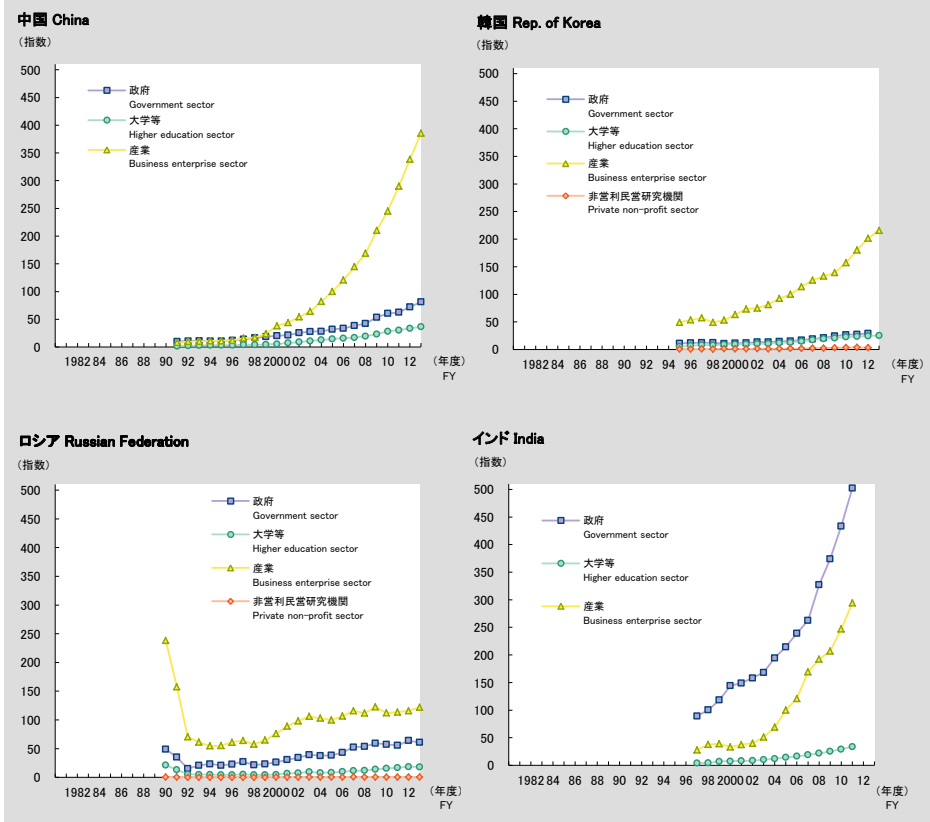 中国 China
（指数）
500
450
400
350
300
250
200
150
100
50
0
政府
Government sector
大学等
Higher education sector
産業
Business enterprise sector
1982 84 86 88 90 92 94 96 98 2000 02 04 06 08 10 12
（年度）
FY
韓国 Rep. of Korea
（指数）
500
450
400
350
300
250
200
150
100
50
0
政府
Government sector
大学等
Higher education sector
産業
Business enterprise sector
非営利民営研究機関
Private non-profit sector
1982 84 86 88 90 92 94 96 98 2000 02 04 06 08 10 12
（年度）
FY
ロシア Russian Federation
（指数）
500
450
400
350
300
250
200
150
100
50
0
政府
Government sector
大学等
Higher education sector
産業
Business enterprise sector
非営利民営研究機関
Private non-profit sector
1982 84 86 88 90 92 94 96 98 2000 02 04 06 08 10 12
（年度）
FY
インド India
（指数）
500
450
400
350
300
250
200
150
100
50
0
政府
Government sector
大学等
Higher education sector
産業
Business enterprise sector
1982 84 86 88 90 92 94 96 98 2000 02 04 06 08 10 12
（年度）
FY